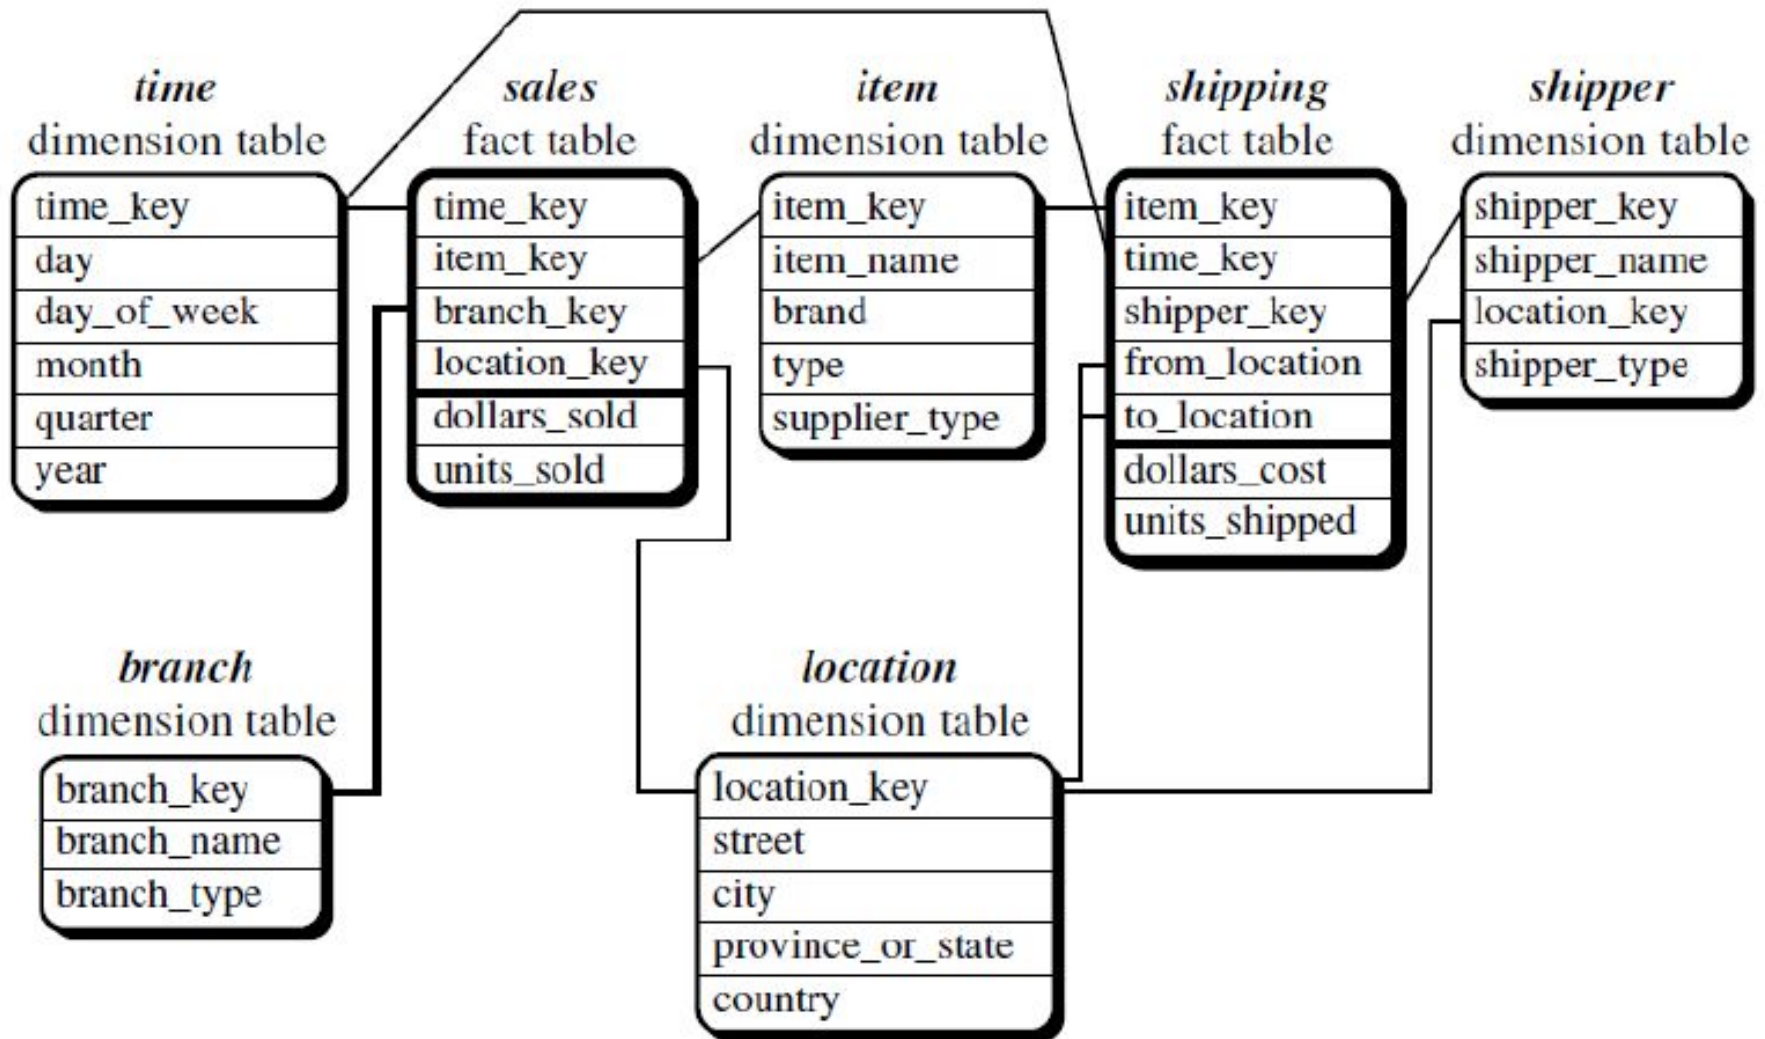 time
dimension table
time_key
day
day_of_week
month
quarter
year
sales
fact table
time_key
item_key
branch_key
location_key
dollars_sold
units_sold
item
dimension table
item_key
item_name
brand
type
supplier_type
shipping
fact table
item_key
time_key
shipper_key
from_location
to_location
dollars_cost
units_shipped
shipper
dimension table
shipper_key
shipper_name
location_key
shipper_type
branch
dimension table
branch_key
branch_name
branch_type
location
dimension table
location_key
street
city
province_or_state
country